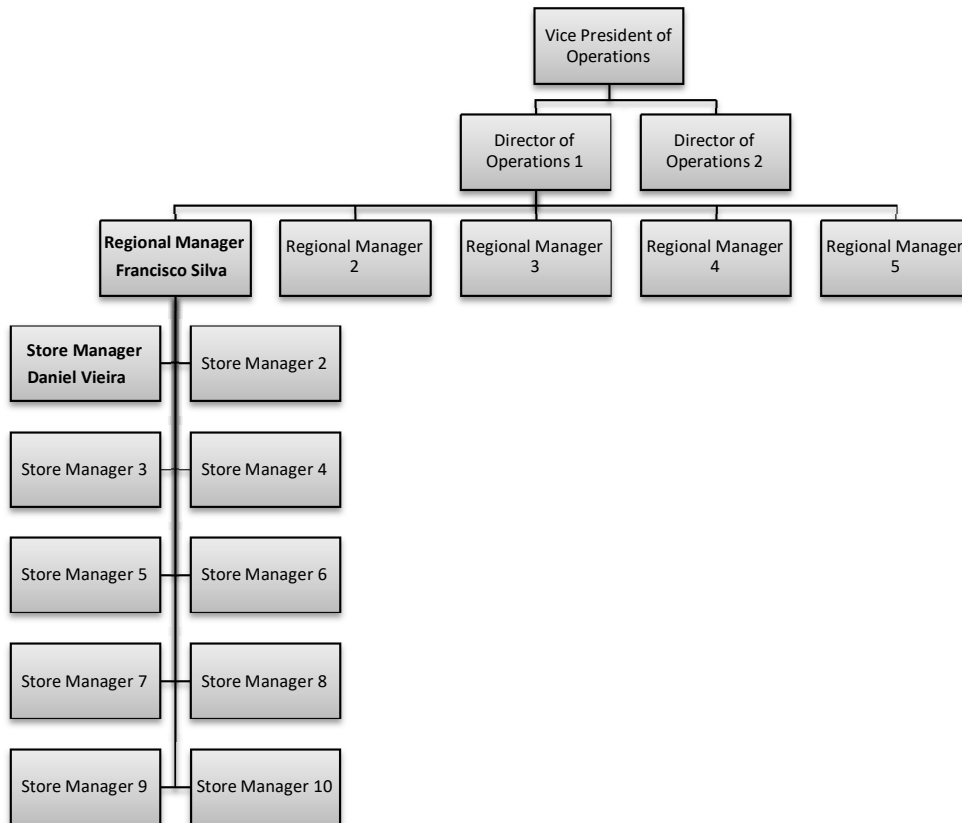 Vice President of
Operations
Director of
Operations 1
Director of
Operations 2
Regional Manager
Francisco Silva
Regional Manager
2
Regional Manager
3
Regional Manager
4
Regional Manager
5
Store Manager
Daniel Vieira
Store Manager 2
Store Manager 3
Store Manager 4
Store Manager 5
Store Manager 6
Store Manager 7
Store Manager 8
Store Manager 9
Store Manager 10